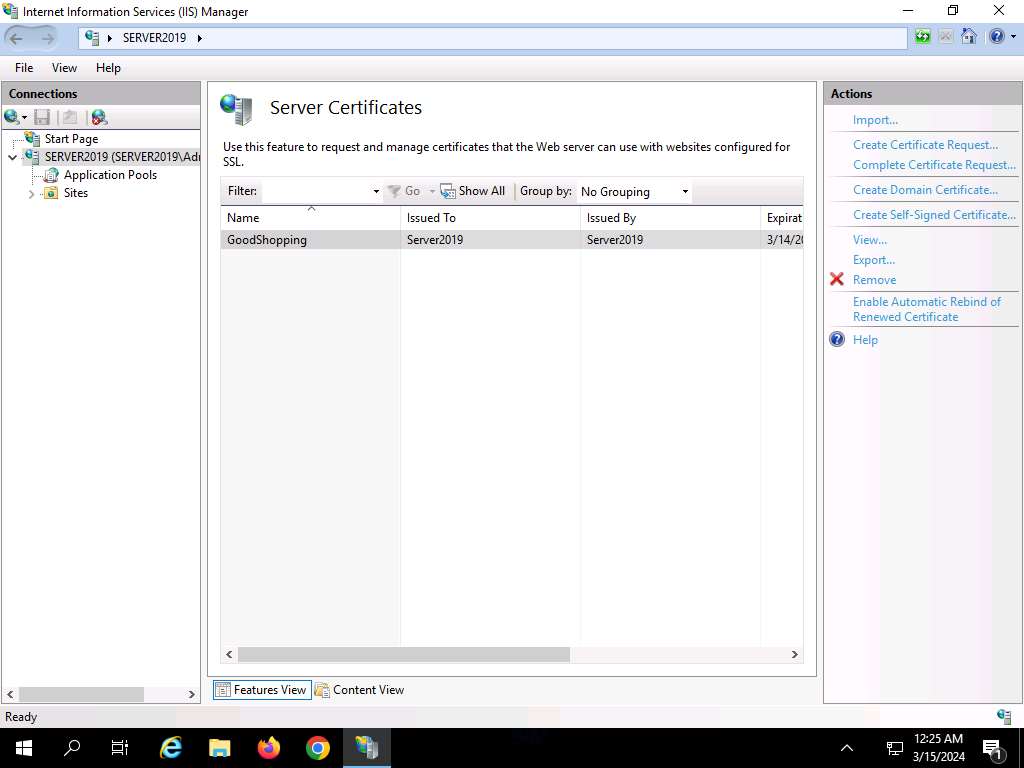 Internet Information Services (IIS) Manager
SERVER2019
File View Help
Connections
Start Page
SERVER2019 (SERVER2019\Adr
Application Pools
Sites
Server Certificates
Use this feature to request and manage certificates that the Web server can use with websites configured for
SSL.
Filter: Go Show All Group by: No Grouping
Name Issued To Issued By Expirat
GoodShopping Server2019 Server2019 3/14/20
Features View Content View
Actions
Import...
Create Certificate Request...
Complete Certificate Request...
Create Domain Certificate...
Create Self-Signed Certificate...
View...
Export...
Remove
Enable Automatic Rebind of
Renewed Certificate
Help
Ready
12:25 AM
3/15/2024
1